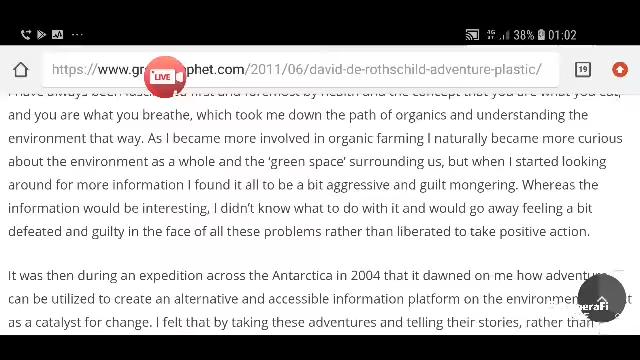 38% 01:02
https://www.gr phet.com/2011/06/david-de-rothschild-adventure-plastic/ 19
LIVE
I have always been first and foremost by health and the concept that you are what you eat,
and you are what you breathe, which took me down the path of organics and understanding the
environment that way. As I became more involved in organic farming I naturally became more curious
about the environment as a whole and the 'green space' surrounding us, but when I started looking
around for more information I found it all to be a bit aggressive and guilt mongering. Whereas the
information would be interesting, I didn't know what to do with it and would go away feeling a bit
defeated and guilty in the face of all these problems rather than liberated to take positive action.
It was then during an expedition across the Antarctica in 2004 that it dawned on me how adventure
can be utilized to create an alternative and accessible information platform on the environment
as a catalyst for change. I felt that by taking these adventures and telling their stories, rather than